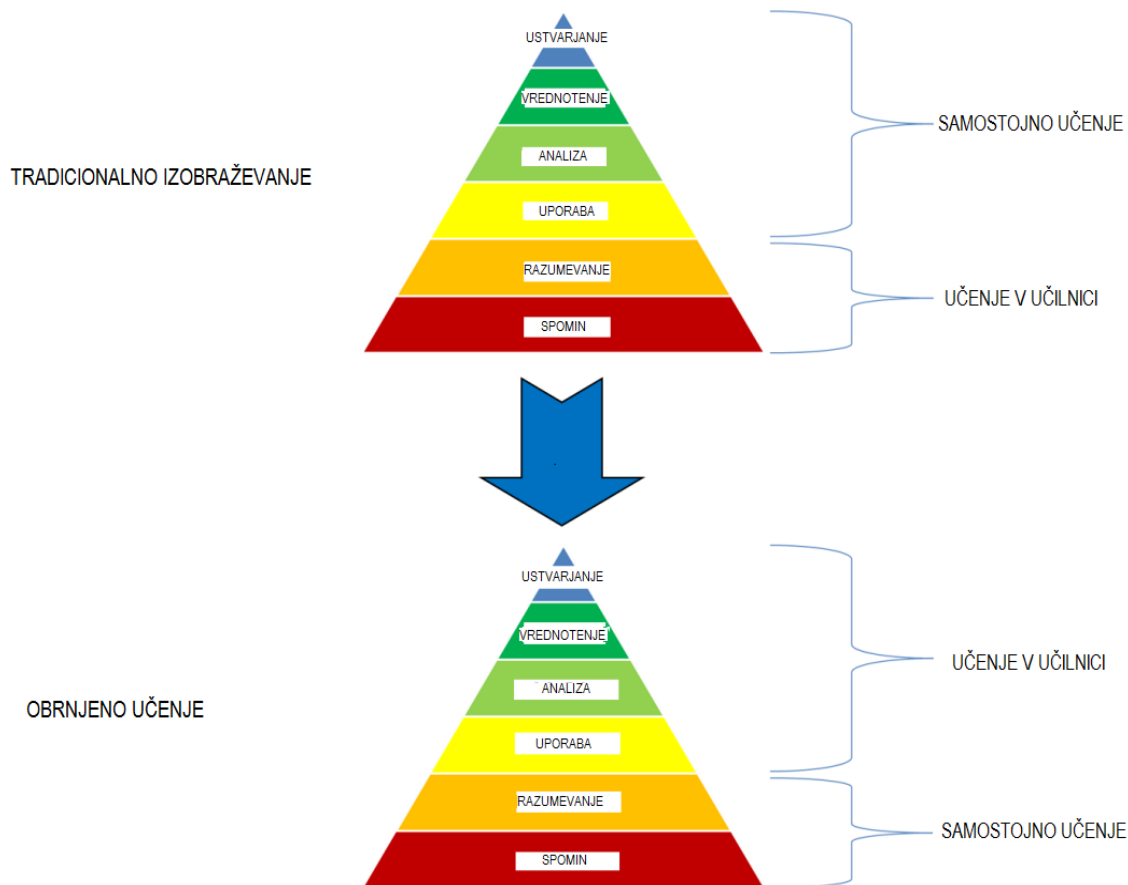 USTVARJANJE
VREDNOTENJE
SAMOSTOJNO UČENJE
ANALIZA
TRADICIONALNO IZOBRAŽEVANJE
UPORABA
RAZUMEVANJE
UČENJE V UČILNICI
SPOMIN
USTVARJANJE
VREDNOTENJE
UČENJE V UČILNICI
ANALIZA
OBRNJENO UČENJE
UPORABA
RAZUMEVANJE
SAMOSTOJNO UČENJE
SPOMIN